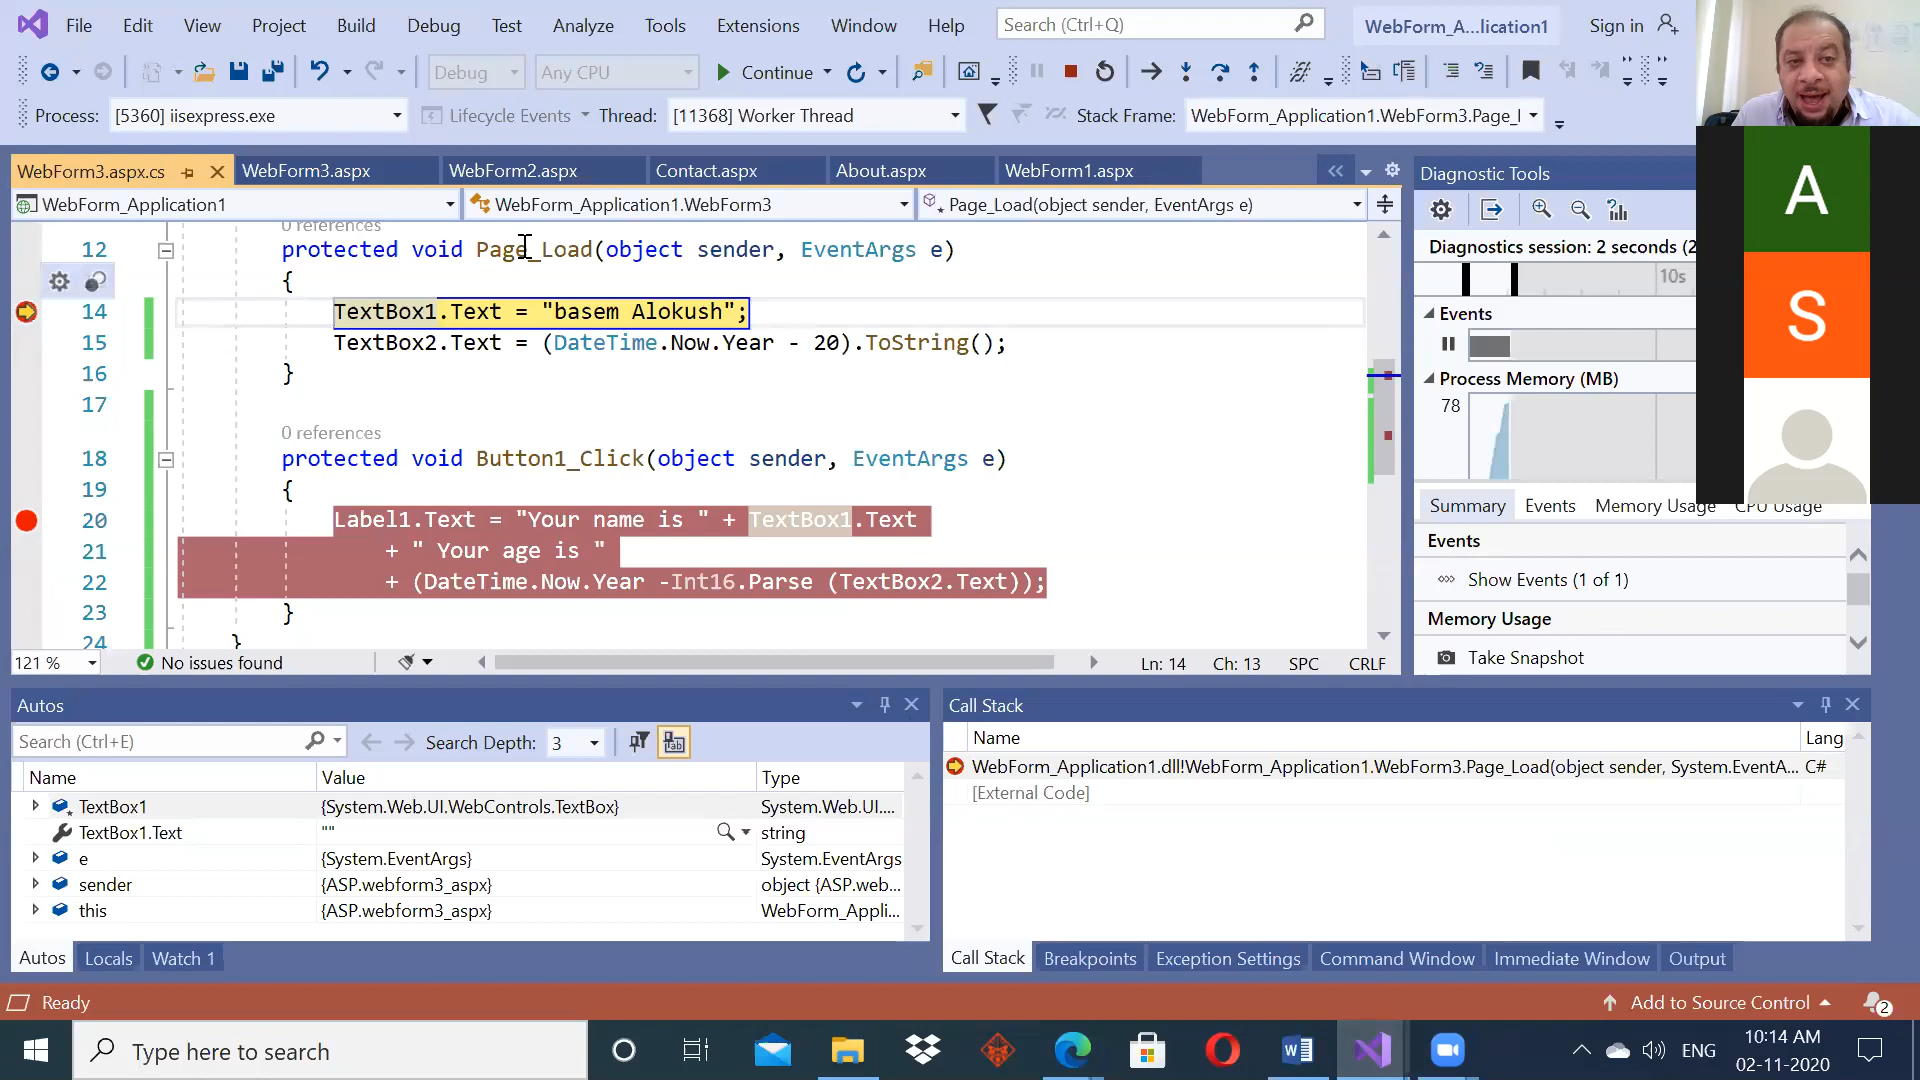 File Edit View Project Build Debug Test Analyze Tools Extensions Window Help Search (Ctrl+Q) WebForm_A...lication1 Sign in
Debug Any CPU Continue
Process: [5360] iisexpress.exe Lifecycle Events Thread: [11368] Worker Thread Stack Frame: WebForm_Application1.WebForm3.Page_l
WebForm3.aspx.cs WebForm3.aspx WebForm2.aspx Contact.aspx About.aspx WebForm1.aspx
WebForm_Application1 WebForm_Application1.WebForm3 Page_Load(object sender, EventArgs e)
0 references
12 protected void Page_Load(object sender, EventArgs e)
{
14 TextBox1.Text = "basem Alokush";
15 TextBox2.Text = (DateTime.Now.Year - 20).ToString();
16 }
17
0 references
18 protected void Button1_Click(object sender, EventArgs e)
19 {
20 Label1.Text = "Your name is " + TextBox1.Text
21 + " Your age is "
22 + (DateTime.Now.Year -Int16.Parse (TextBox2.Text));
23 }
24 }
121 % No issues found Ln: 14 Ch: 13 SPC CRLF
Diagnostic Tools
Diagnostics session: 2 seconds (2
10s
Events
Process Memory (MB)
78
Summary Events Memory Usage CPU Usage
Events
Show Events (1 of 1)
Memory Usage
Take Snapshot
A
S
Autos
Search (Ctrl+E) Search Depth: 3
Name Value Type
TextBox1 {System.Web.UI.WebControls.TextBox} System.Web.UI....
TextBox1.Text "" string
e {System.EventArgs} System.EventArgs
sender {ASP.webform3_aspx} object {ASP.web...
this {ASP.webform3_aspx} WebForm_Appli...
Autos Locals Watch 1
Call Stack
Name Lang
WebForm_Application1.dll!WebForm_Application1.WebForm3.Page_Load(object sender, System.EventA... C#
[External Code]
Call Stack Breakpoints Exception Settings Command Window Immediate Window Output
Ready Add to Source Control 2
Type here to search
ENG
10:14 AM
02-11-2020